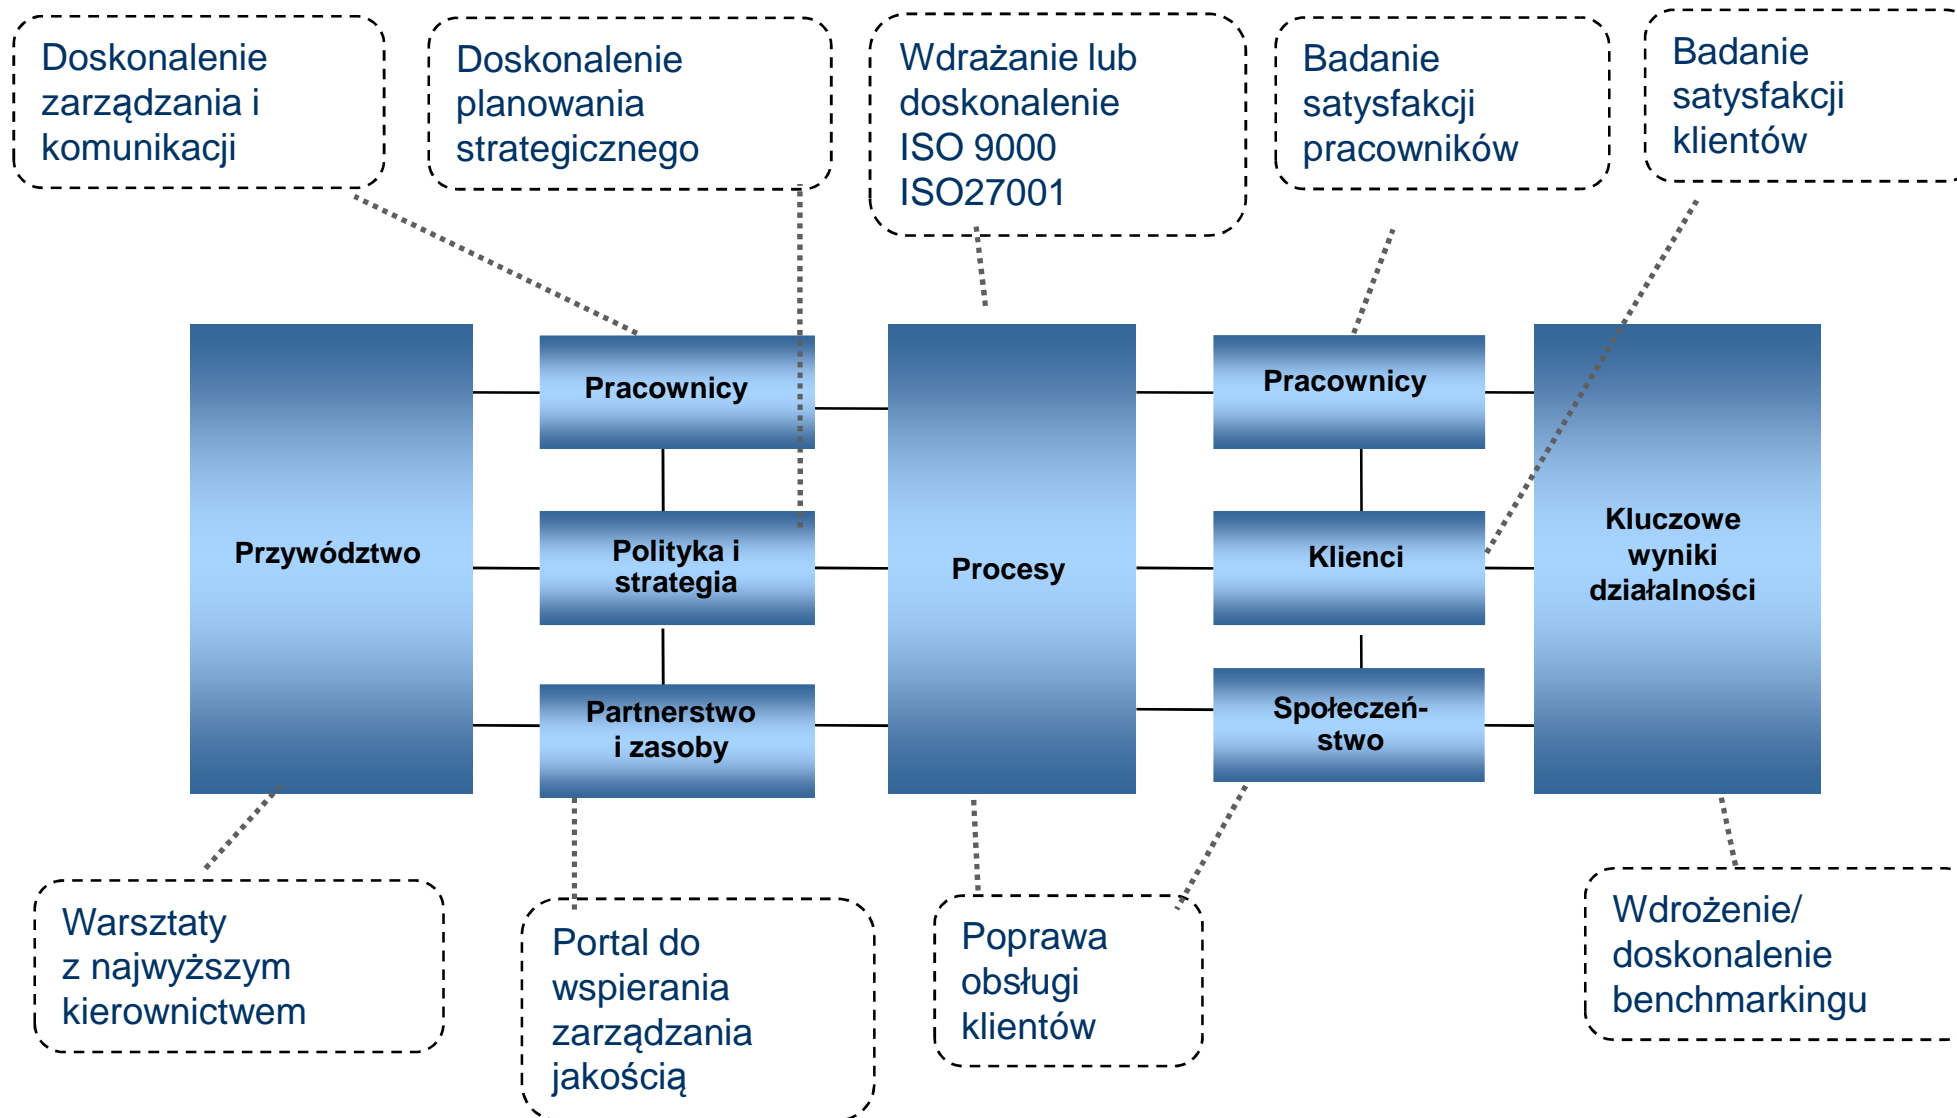 Doskonalenie
zarządzania i
komunikacji
Doskonalenie
planowania
strategicznego
Wdrażanie lub
doskonalenie
ISO 9000
ISO27001
Badanie
satysfakcji
pracowników
Badanie
satysfakcji
klientów
Przywództwo
Pracownicy
Polityka i
strategia
Partnerstwo
i zasoby
Procesy
Pracownicy
Klienci
Społeczeń-
stwo
Kluczowe
wyniki
działalności
Warsztaty
z najwyższym
kierownictwem
Portal do
wspierania
zarządzania
jakością
Poprawa
obsługi
klientów
Wdrożenie/
doskonalenie
benchmarkingu